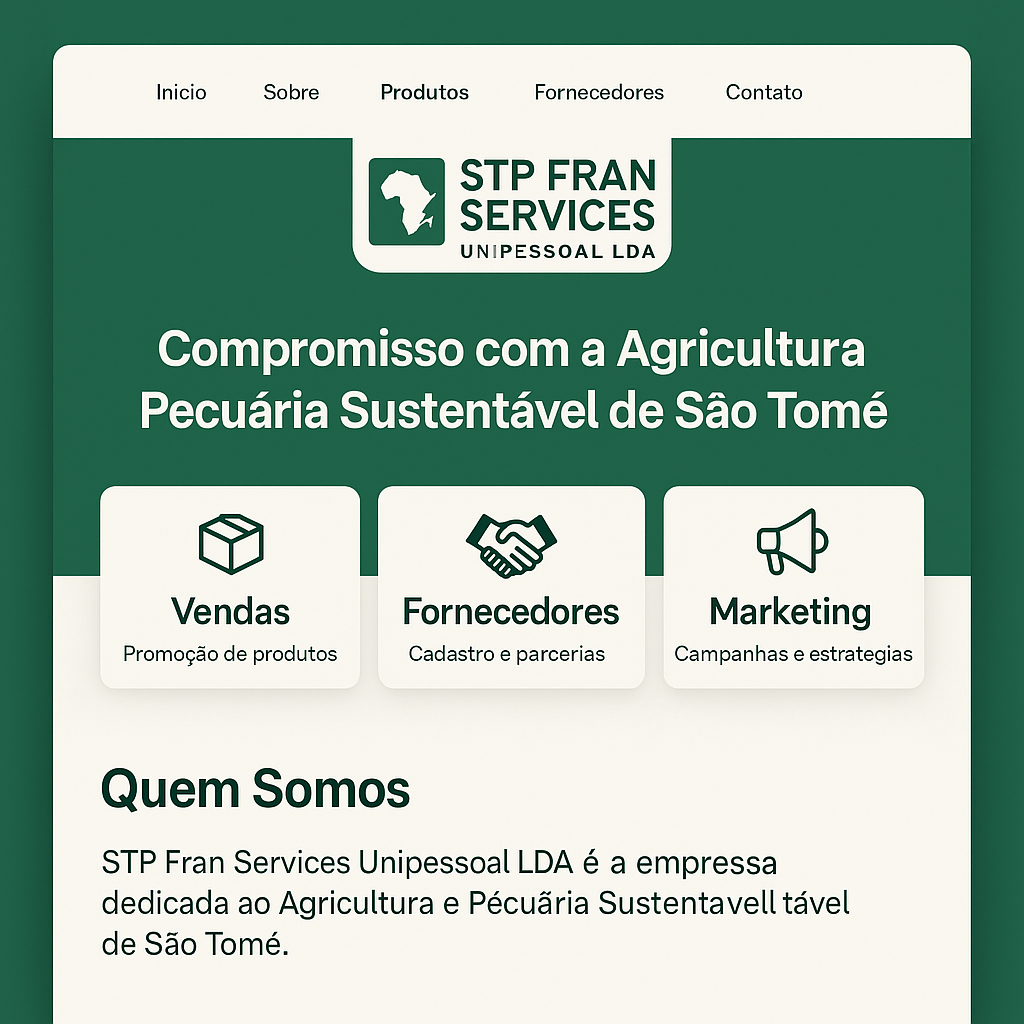 Inicio Sobre Produtos Fornecedores Contato
STP FRAN
SERVICES
UNIPESSOAL LDA
Compromisso com a Agricultura
Pecuária Sustentável de Sâo Tomé
Vendas
Promoção de produtos
Fornecedores
Cadastro e parcerias
Marketing
Campanhas e estrategias
Quem Somos
STP Fran Services Unipessoal LDA é a empressa
dedicada ao Agricultura e Pécuãria Sustentavell tável
de São Tomé.